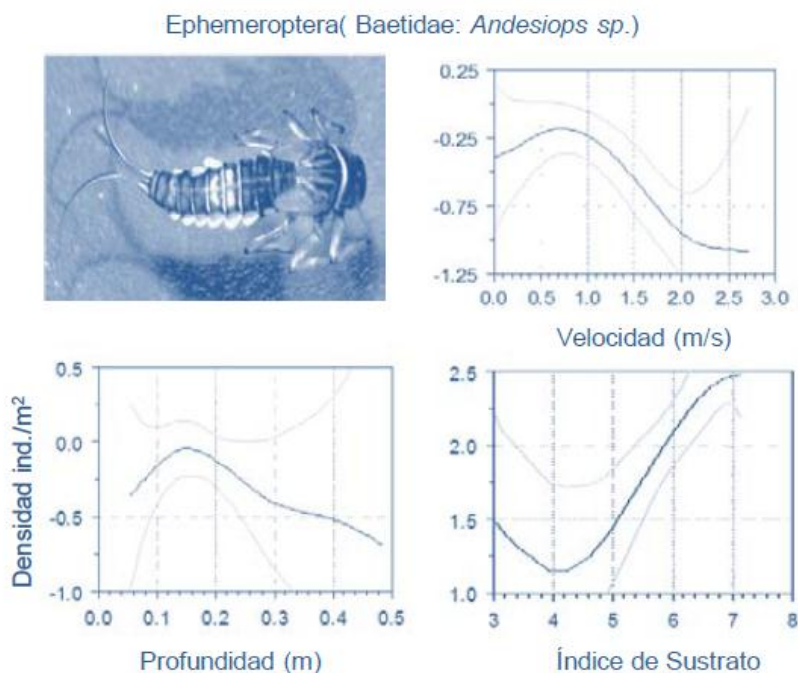 Ephemeroptera( Baetidae: Andesiops sp.)
0.25
-0.25
-0.75
-1.25
0.0 0.5 1.0 1.5 2.0 2.5 3.0
Velocidad (m/s)
Densidad ind./m²
0.5
0.0
-0.5
-1.0
0.0 0.1 0.2 0.3 0.4 0.5
Profundidad (m)
2.5
2.0
1.5
1.0
3 4 5 6 7 8
Índice de Sustrato